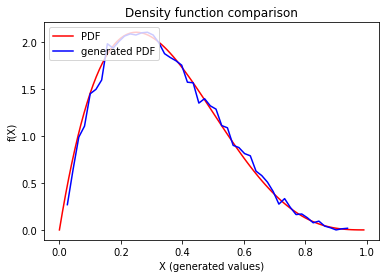 Density function comparison
PDF
generated PDF
f(X)
2.0
1.5
1.0
0.5
0.0
0.0 0.2 0.4 0.6 0.8 1.0
X (generated values)